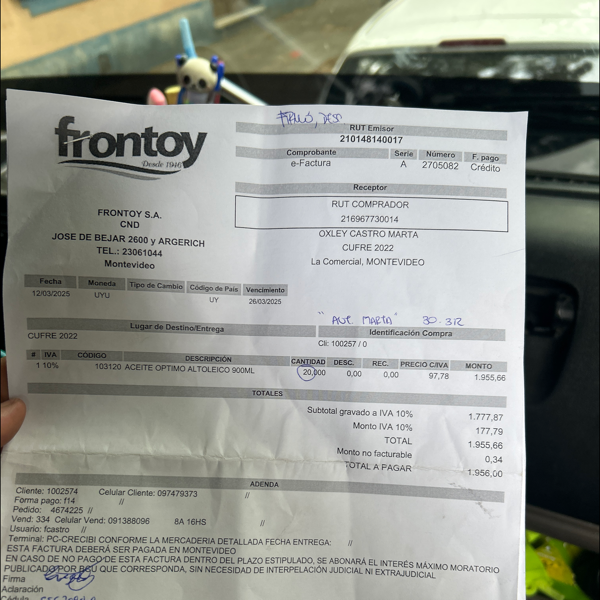 frontoy
Desde 1946
RUT Emisor
210148140017
Comprobante Serie Número F. pago
e-Factura A 2705082 Crédito
Receptor
RUT COMPRADOR
216967730014
OXLEY CASTRO MARTA
CUFRE 2022
La Comercial, MONTEVIDEO
FRONTOY S.A.
CND
JOSE DE BEJAR 2600 y ARGERICH
TEL.: 23061044
Montevideo
Fecha Moneda Tipo de Cambio Código de Pais Vencimiento
12/03/2025 UYU UY 26/03/2025
"AUT. MARTA" 30.312
Lugar de Destino/Entrega Identificación Compra
CUFRE 2022 Cli: 100257 / 0
# IVA CÓDIGO DESCRIPCIÓN CANTIDAD DESC. REC. PRECIO C/IVA MONTO
1 10% 103120 ACEITE OPTIMO ALTOLEICO 900ML 20,000 0,00 0,00 97,78 1.955,66
TOTALES
Subtotal gravado a IVA 10% 1.777,87
Monto IVA 10% 177,79
TOTAL 1.955,66
Monto no facturable 0,34
TOTAL A PAGAR 1.956,00
ADENDA
Cliente: 1002574 Celular Cliente: 097479373 //
Forma pago: f14 //
Pedido: 4674225 //
Vend: 334 Celular Vend: 091388096 8A 16HS //
Usuario: fcastro //
Terminal: PC-CRECIBI CONFORME LA MERCADERIA DETALLADA FECHA ENTREGA: //
ESTA FACTURA DEBERÁ SER PAGADA EN MONTEVIDEO
EN CASO DE NO PAGO DE ESTA FACTURA DENTRO DEL PLAZO ESTIPULADO, SE ABONARÁ EL INTERÉS MÁXIMO MORATORIO
PUBLICADO POR BCU QUE CORRESPONDA, SIN NECESIDAD DE INTERPELACIÓN JUDICIAL NI EXTRAJUDICIAL
Firma
Aclaración